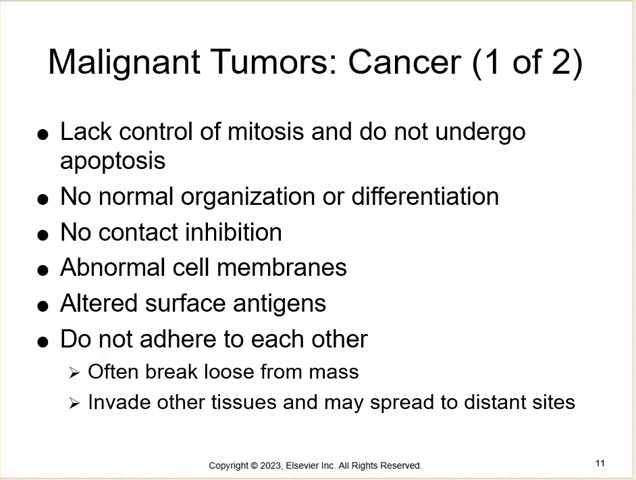 Malignant Tumors: Cancer (1 of 2)
● Lack control of mitosis and do not undergo
apoptosis
● No normal organization or differentiation
● No contact inhibition
● Abnormal cell membranes
● Altered surface antigens
● Do not adhere to each other
➢ Often break loose from mass
➢ Invade other tissues and may spread to distant sites
Copyright © 2023, Elsevier Inc. All Rights Reserved.
11